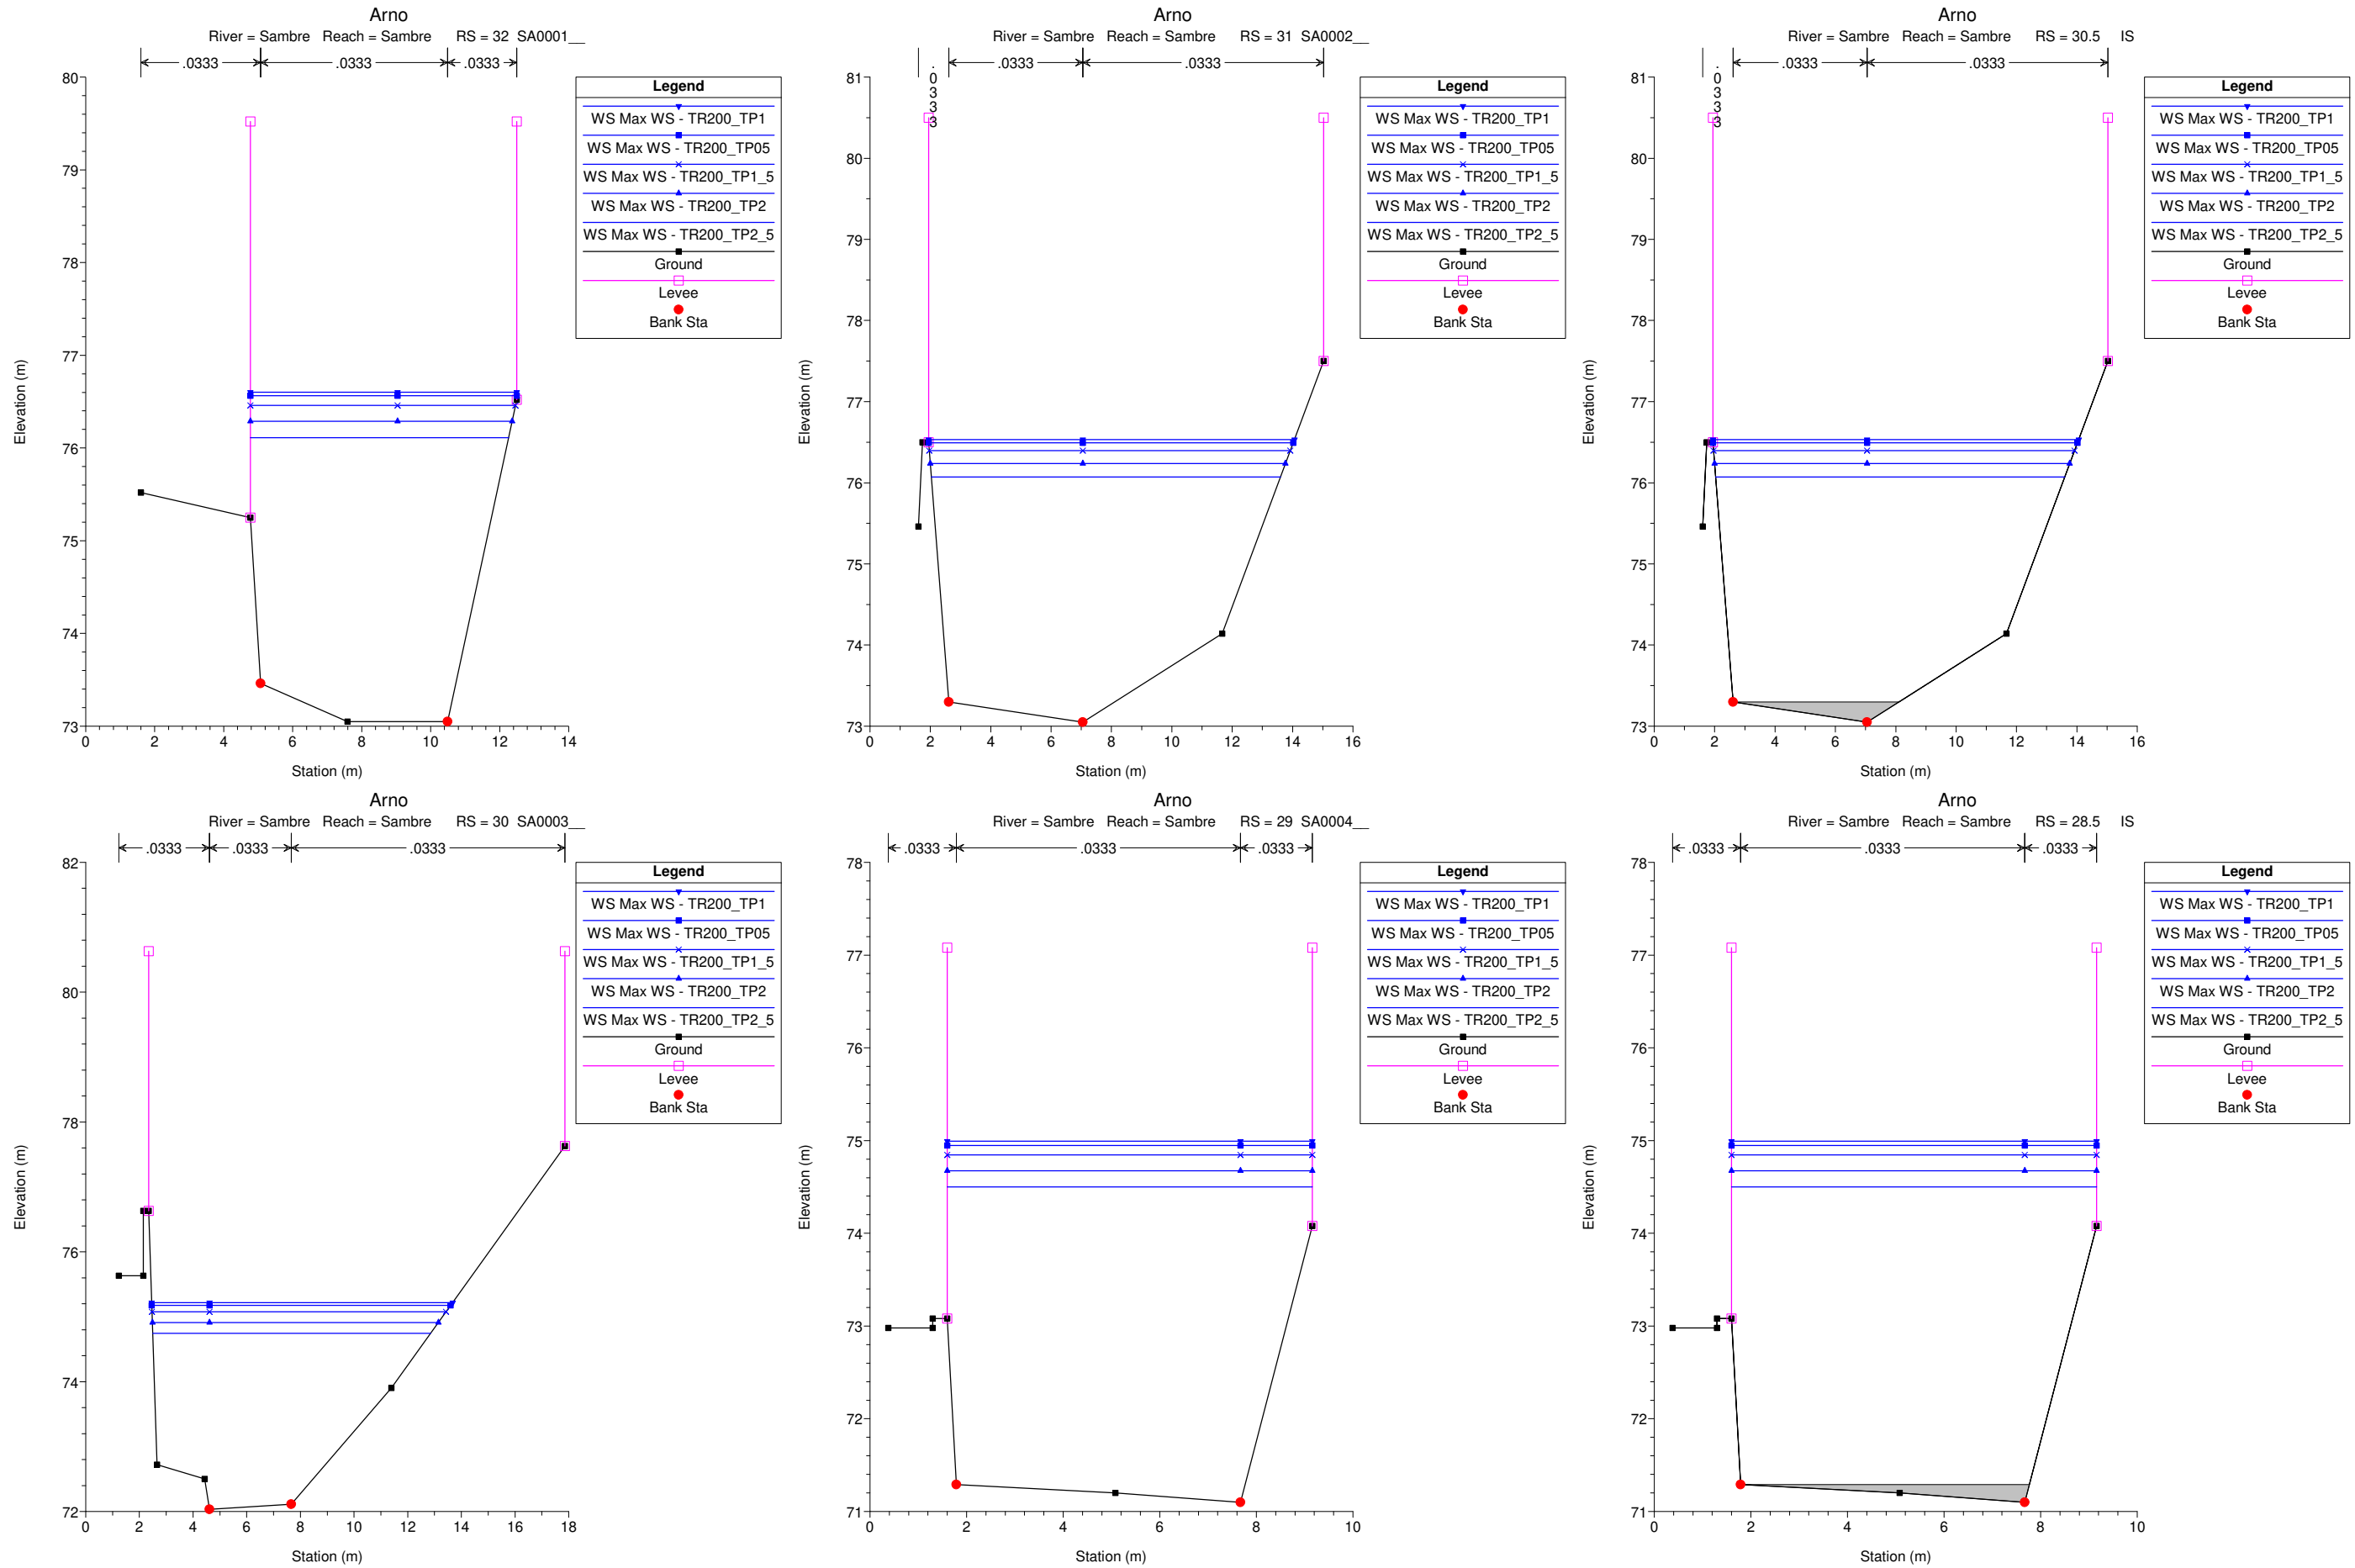 Arno
River = Sambre Reach = Sambre RS = 32 SA0001__
.0333 .0333 .0333
80
79
78
77
76
75
74
73
0 2 4 6 8 10 12 14
Elevation (m)
Station (m)
Legend
WS Max WS - TR200_TP1
WS Max WS - TR200_TP05
WS Max WS - TR200_TP1_5
WS Max WS - TR200_TP2
WS Max WS - TR200_TP2_5
Ground
Levee
Bank Sta
Arno
River = Sambre Reach = Sambre RS = 31 SA0002__
.0333 .0333 .0333
81
80
79
78
77
76
75
74
73
0 2 4 6 8 10 12 14 16
Elevation (m)
Station (m)
Legend
WS Max WS - TR200_TP1
WS Max WS - TR200_TP05
WS Max WS - TR200_TP1_5
WS Max WS - TR200_TP2
WS Max WS - TR200_TP2_5
Ground
Levee
Bank Sta
Arno
River = Sambre Reach = Sambre RS = 30.5 IS
.0333 .0333 .0333
81
80
79
78
77
76
75
74
73
0 2 4 6 8 10 12 14 16
Elevation (m)
Station (m)
Legend
WS Max WS - TR200_TP1
WS Max WS - TR200_TP05
WS Max WS - TR200_TP1_5
WS Max WS - TR200_TP2
WS Max WS - TR200_TP2_5
Ground
Levee
Bank Sta
Arno
River = Sambre Reach = Sambre RS = 30 SA0003__
.0333 .0333 .0333
82
80
78
76
74
72
0 2 4 6 8 10 12 14 16 18
Elevation (m)
Station (m)
Legend
WS Max WS - TR200_TP1
WS Max WS - TR200_TP05
WS Max WS - TR200_TP1_5
WS Max WS - TR200_TP2
WS Max WS - TR200_TP2_5
Ground
Levee
Bank Sta
Arno
River = Sambre Reach = Sambre RS = 29 SA0004__
.0333 .0333 .0333
78
77
76
75
74
73
72
71
0 2 4 6 8 10
Elevation (m)
Station (m)
Legend
WS Max WS - TR200_TP1
WS Max WS - TR200_TP05
WS Max WS - TR200_TP1_5
WS Max WS - TR200_TP2
WS Max WS - TR200_TP2_5
Ground
Levee
Bank Sta
Arno
River = Sambre Reach = Sambre RS = 28.5 IS
.0333 .0333 .0333
78
77
76
75
74
73
72
71
0 2 4 6 8 10
Elevation (m)
Station (m)
Legend
WS Max WS - TR200_TP1
WS Max WS - TR200_TP05
WS Max WS - TR200_TP1_5
WS Max WS - TR200_TP2
WS Max WS - TR200_TP2_5
Ground
Levee
Bank Sta